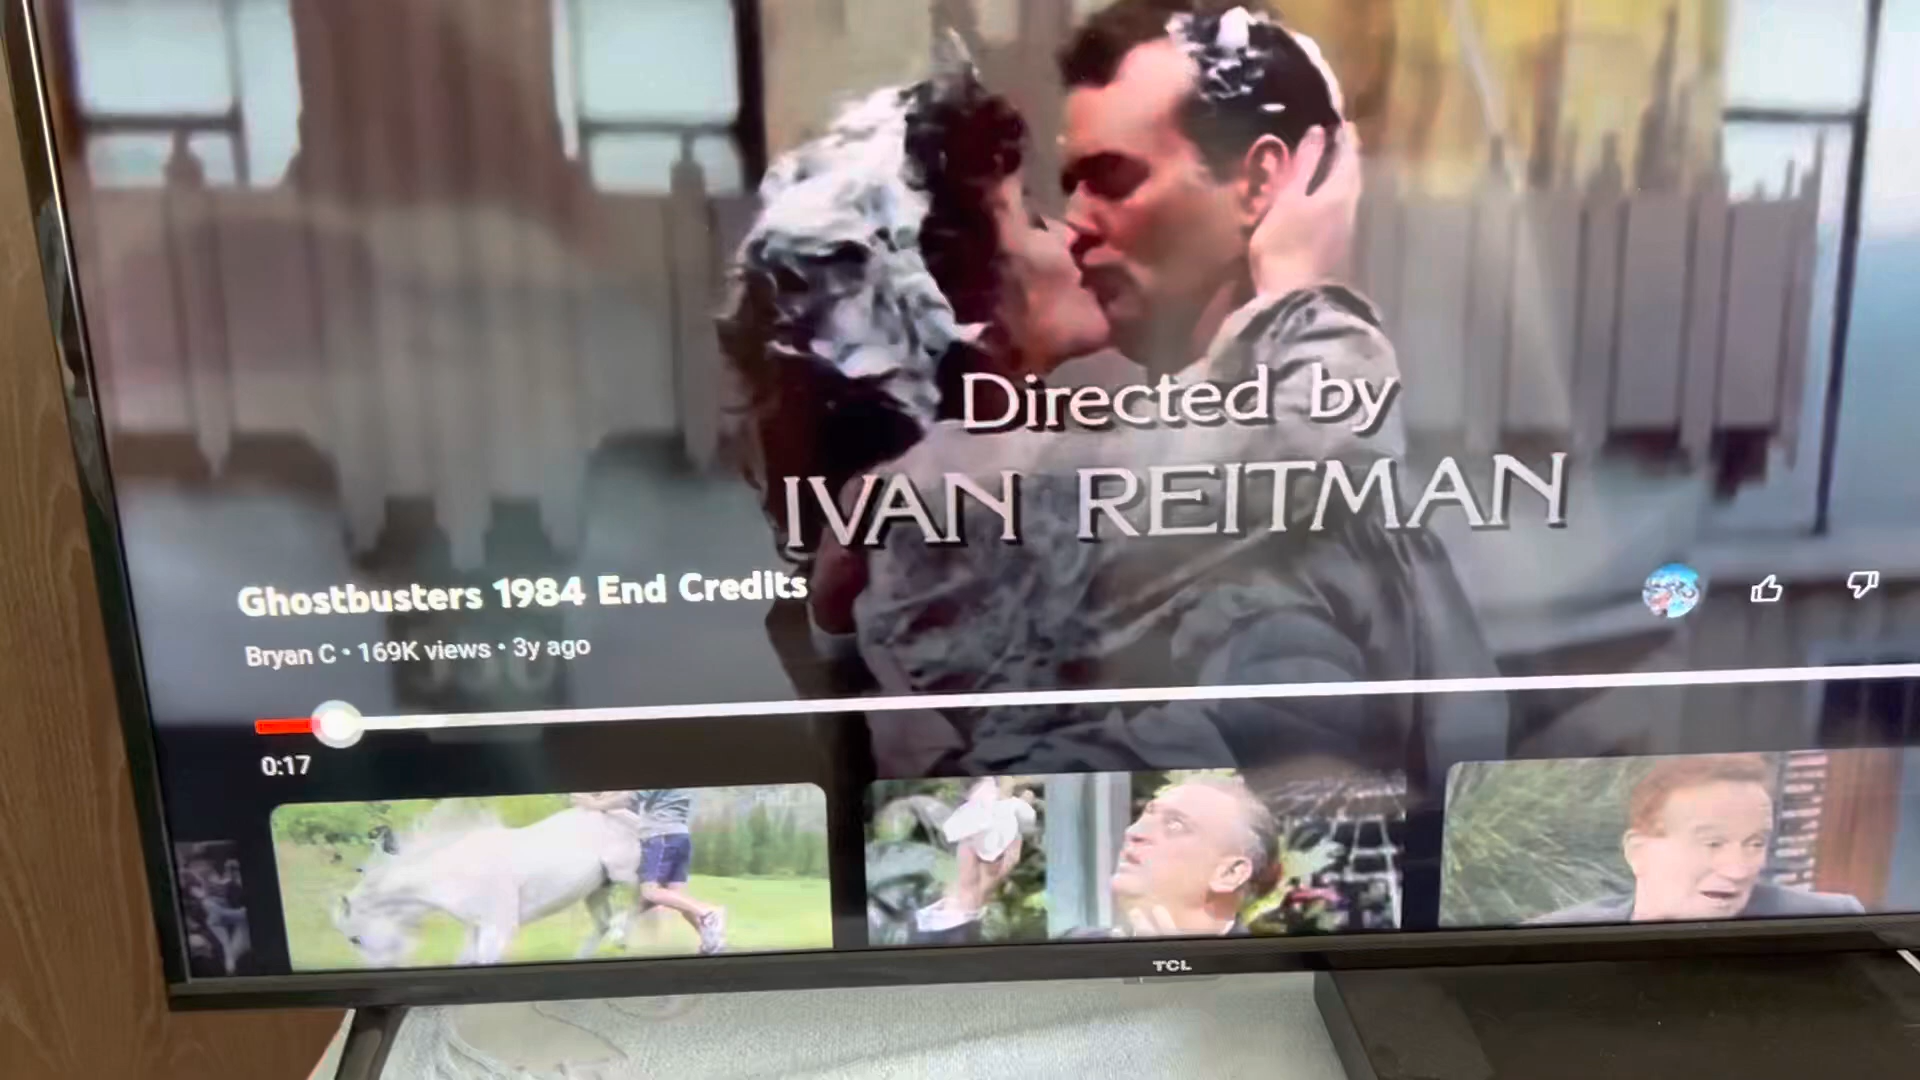 Directed by
IVAN REITMAN
Ghostbusters 1984 End Credits
Bryan C • 169K views • 3y ago
0:17
TCL